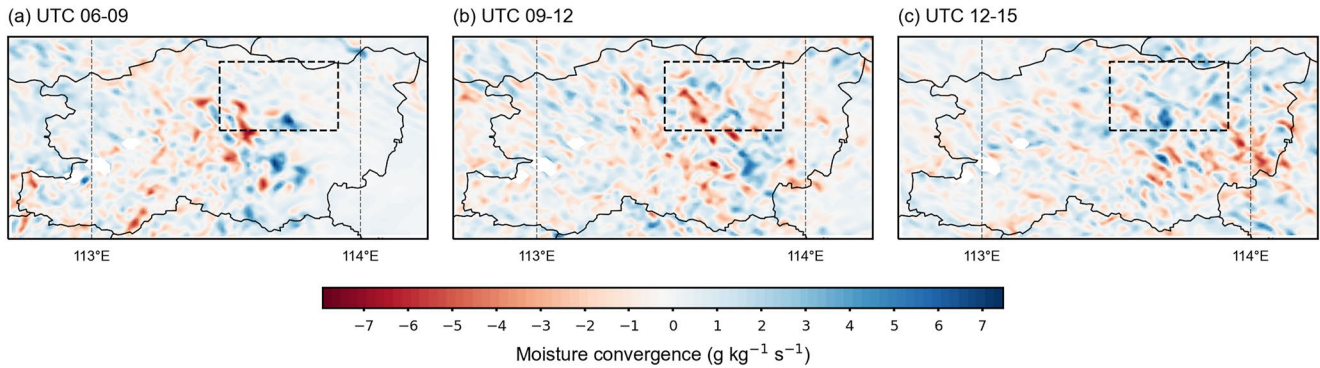 (a) UTC 06-09 (b) UTC 09-12 (c) UTC 12-15
113°E 114°E 113°E 114°E 113°E 114°E
−7 −6 −5 −4 −3 −2 −1 0 1 2 3 4 5 6 7
Moisture convergence (g kg⁻¹ s⁻¹)